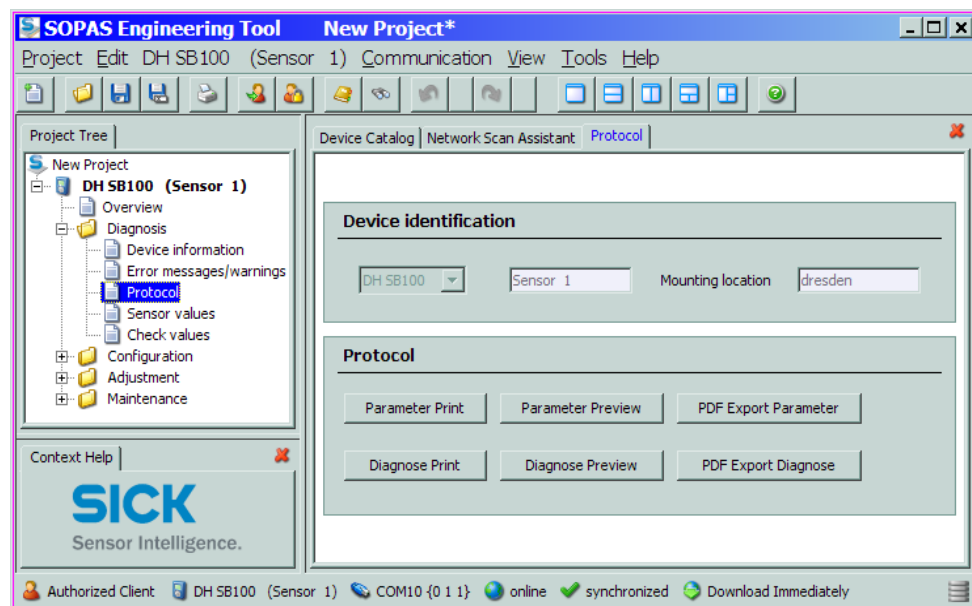 SOPAS Engineering Tool New Project*
Project Edit DH SB100 (Sensor 1) Communication View Tools Help
Project Tree
New Project
DH SB100 (Sensor 1)
Overview
Diagnosis
Device information
Error messages/warnings
Protocol
Sensor values
Check values
Configuration
Adjustment
Maintenance
Context Help
SICK
Sensor Intelligence.
Device Catalog Network Scan Assistant Protocol
Device identification
DH SB100 Sensor 1 Mounting location dresden
Protocol
Parameter Print Parameter Preview PDF Export Parameter
Diagnose Print Diagnose Preview PDF Export Diagnose
Authorized Client DH SB100 (Sensor 1) COM10 {0 1 1} online synchronized Download Immediately